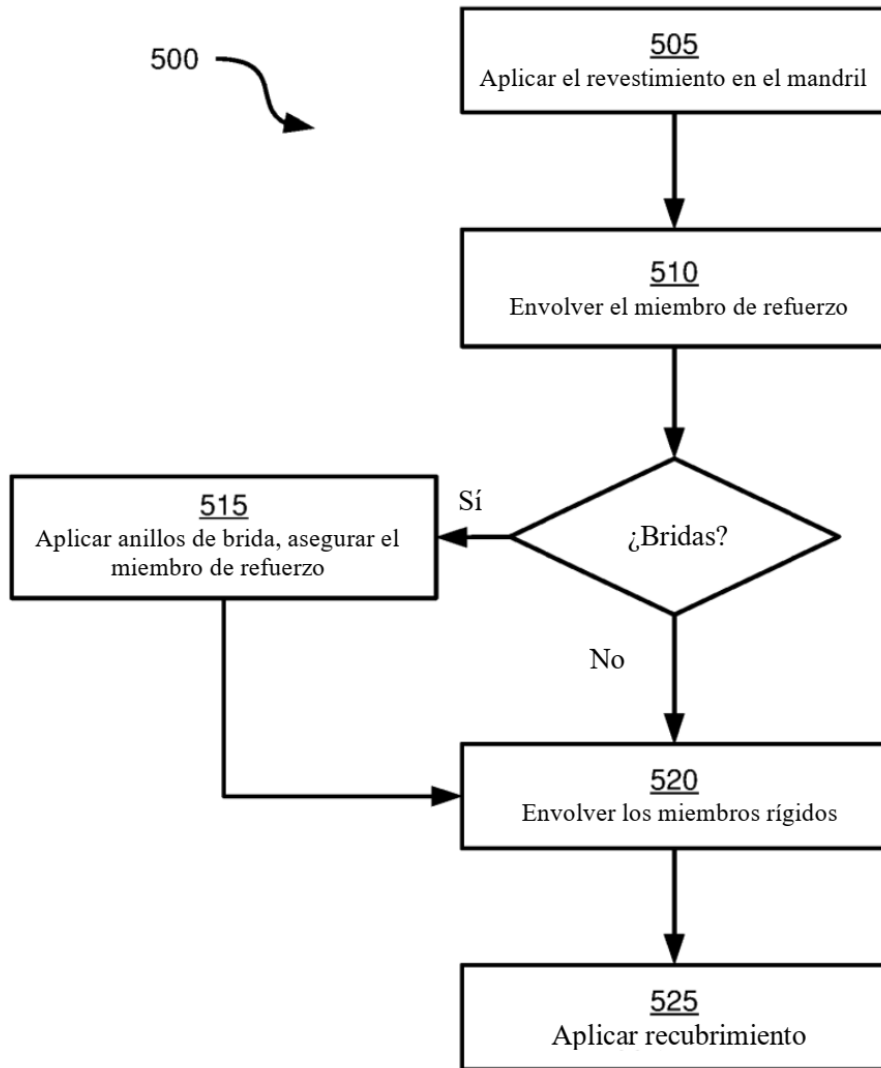 500
505
Aplicar el revestimiento en el mandril
510
Envolver el miembro de refuerzo
¿Bridas?
Sí
515
Aplicar anillos de brida, asegurar el
miembro de refuerzo
No
520
Envolver los miembros rígidos
525
Aplicar recubrimiento